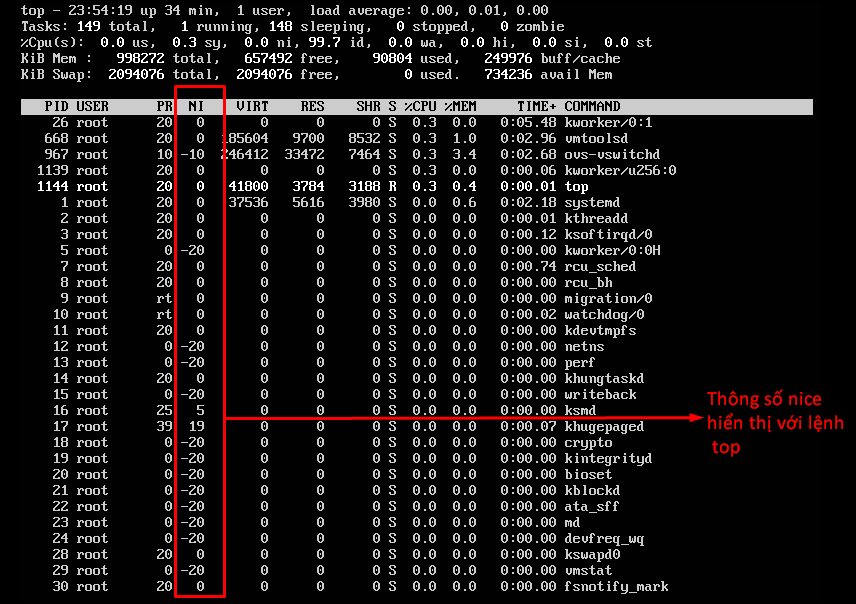 top - 23:54:19 up 34 min,  1 user,  load average: 0.00, 0.01, 0.00
Tasks: 149 total,   1 running, 148 sleeping,   0 stopped,   0 zombie
%Cpu(s):  0.0 us,  0.3 sy,  0.0 ni, 99.7 id,  0.0 wa,  0.0 hi,  0.0 si,  0.0 st
KiB Mem :   998272 total,   657492 free,    90804 used,   249976 buff/cache
KiB Swap:  2094076 total,  2094076 free,        0 used.   734236 avail Mem
PID USER      PR  NI    VIRT    RES    SHR S %CPU %MEM     TIME+ COMMAND
26 root      20   0       0      0      0 S  0.3  0.0   0:05.48 kworker/0:1
668 root      20   0  185604   9700   8532 S  0.3  1.0   0:02.96 vmtoolsd
967 root      10 -10  246412  33472   7464 S  0.3  3.4   0:02.68 ovs-vswitchd
1139 root      20   0       0      0      0 S  0.3  0.0   0:00.06 kworker/u256:0
1144 root      20   0   41800   3784   3188 R  0.3  0.4   0:00.01 top
1 root      20   0   37536   5616   3980 S  0.0  0.6   0:02.18 systemd
2 root      20   0       0      0      0 S  0.0  0.0   0:00.01 kthreadd
3 root      20   0       0      0      0 S  0.0  0.0   0:00.12 ksoftirqd/0
5 root       0 -20       0      0      0 S  0.0  0.0   0:00.00 kworker/0:0H
7 root      20   0       0      0      0 S  0.0  0.0   0:00.74 rcu_sched
8 root      20   0       0      0      0 S  0.0  0.0   0:00.00 rcu_bh
9 root      rt   0       0      0      0 S  0.0  0.0   0:00.00 migration/0
10 root      rt   0       0      0      0 S  0.0  0.0   0:00.02 watchdog/0
11 root      20   0       0      0      0 S  0.0  0.0   0:00.00 kdevtmpfs
12 root       0 -20       0      0      0 S  0.0  0.0   0:00.00 netns
13 root       0 -20       0      0      0 S  0.0  0.0   0:00.00 perf
14 root      20   0       0      0      0 S  0.0  0.0   0:00.00 khungtaskd
15 root       0 -20       0      0      0 S  0.0  0.0   0:00.00 writeback
16 root      25   5       0      0      0 S  0.0  0.0   0:00.00 ksmd
17 root      39  19       0      0      0 S  0.0  0.0   0:00.07 khugepaged
18 root       0 -20       0      0      0 S  0.0  0.0   0:00.00 crypto
19 root       0 -20       0      0      0 S  0.0  0.0   0:00.00 kintegrityd
20 root       0 -20       0      0      0 S  0.0  0.0   0:00.00 bioset
21 root       0 -20       0      0      0 S  0.0  0.0   0:00.00 kblockd
22 root       0 -20       0      0      0 S  0.0  0.0   0:00.00 ata_sff
23 root       0 -20       0      0      0 S  0.0  0.0   0:00.00 md
24 root       0 -20       0      0      0 S  0.0  0.0   0:00.00 devfreq_wq
28 root      20   0       0      0      0 S  0.0  0.0   0:00.00 kswapd0
29 root       0 -20       0      0      0 S  0.0  0.0   0:00.00 vmstat
30 root      20   0       0      0      0 S  0.0  0.0   0:00.00 fsnotify_mark
Thông số nice
hiển thị với lệnh
top